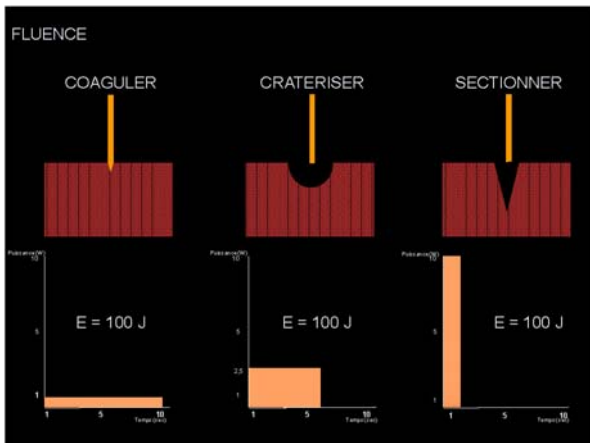 FLUENCE
COAGULER
CRATERISER
SECTIONNER
Puissance(W)
10
5
1
E = 100 J
1 5 10
Temps(sec)
Puissance(W)
10
5
2,5
1
E = 100 J
1 5 10
Temps(sec)
Puissance(W)
10
5
1
E = 100 J
1 5 10
Temps(sec)